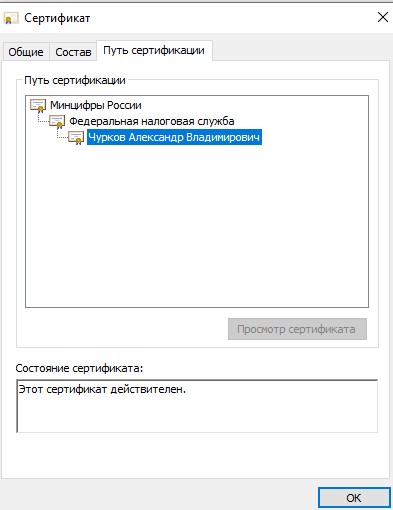 Сертификат
Общие Состав Путь сертификации
Путь сертификации
Минцифры России
Федеральная налоговая служба
Чурков Александр Владимирович
Просмотр сертификата
Состояние сертификата:
Этот сертификат действителен.
ОК